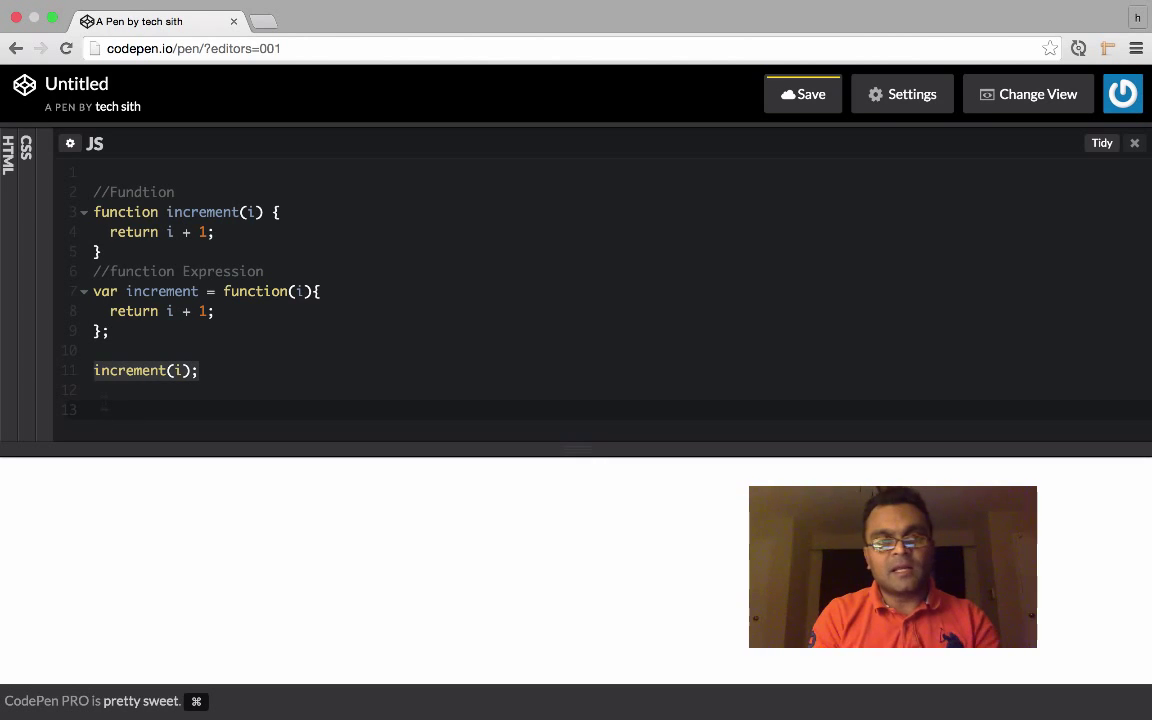 A Pen by tech sith
h
codepen.io/pen/?editors=001
Untitled
A PEN BY tech sith
Save
Settings
Change View
HTML
CSS
JS
Tidy
1
2 //Fundtion
3 function increment(i) {
4 return i + 1;
5 }
6 //function Expression
7 var increment = function(i){
8 return i + 1;
9 };
10
11 increment(i);
12
13
CodePen PRO is pretty sweet. ⌘